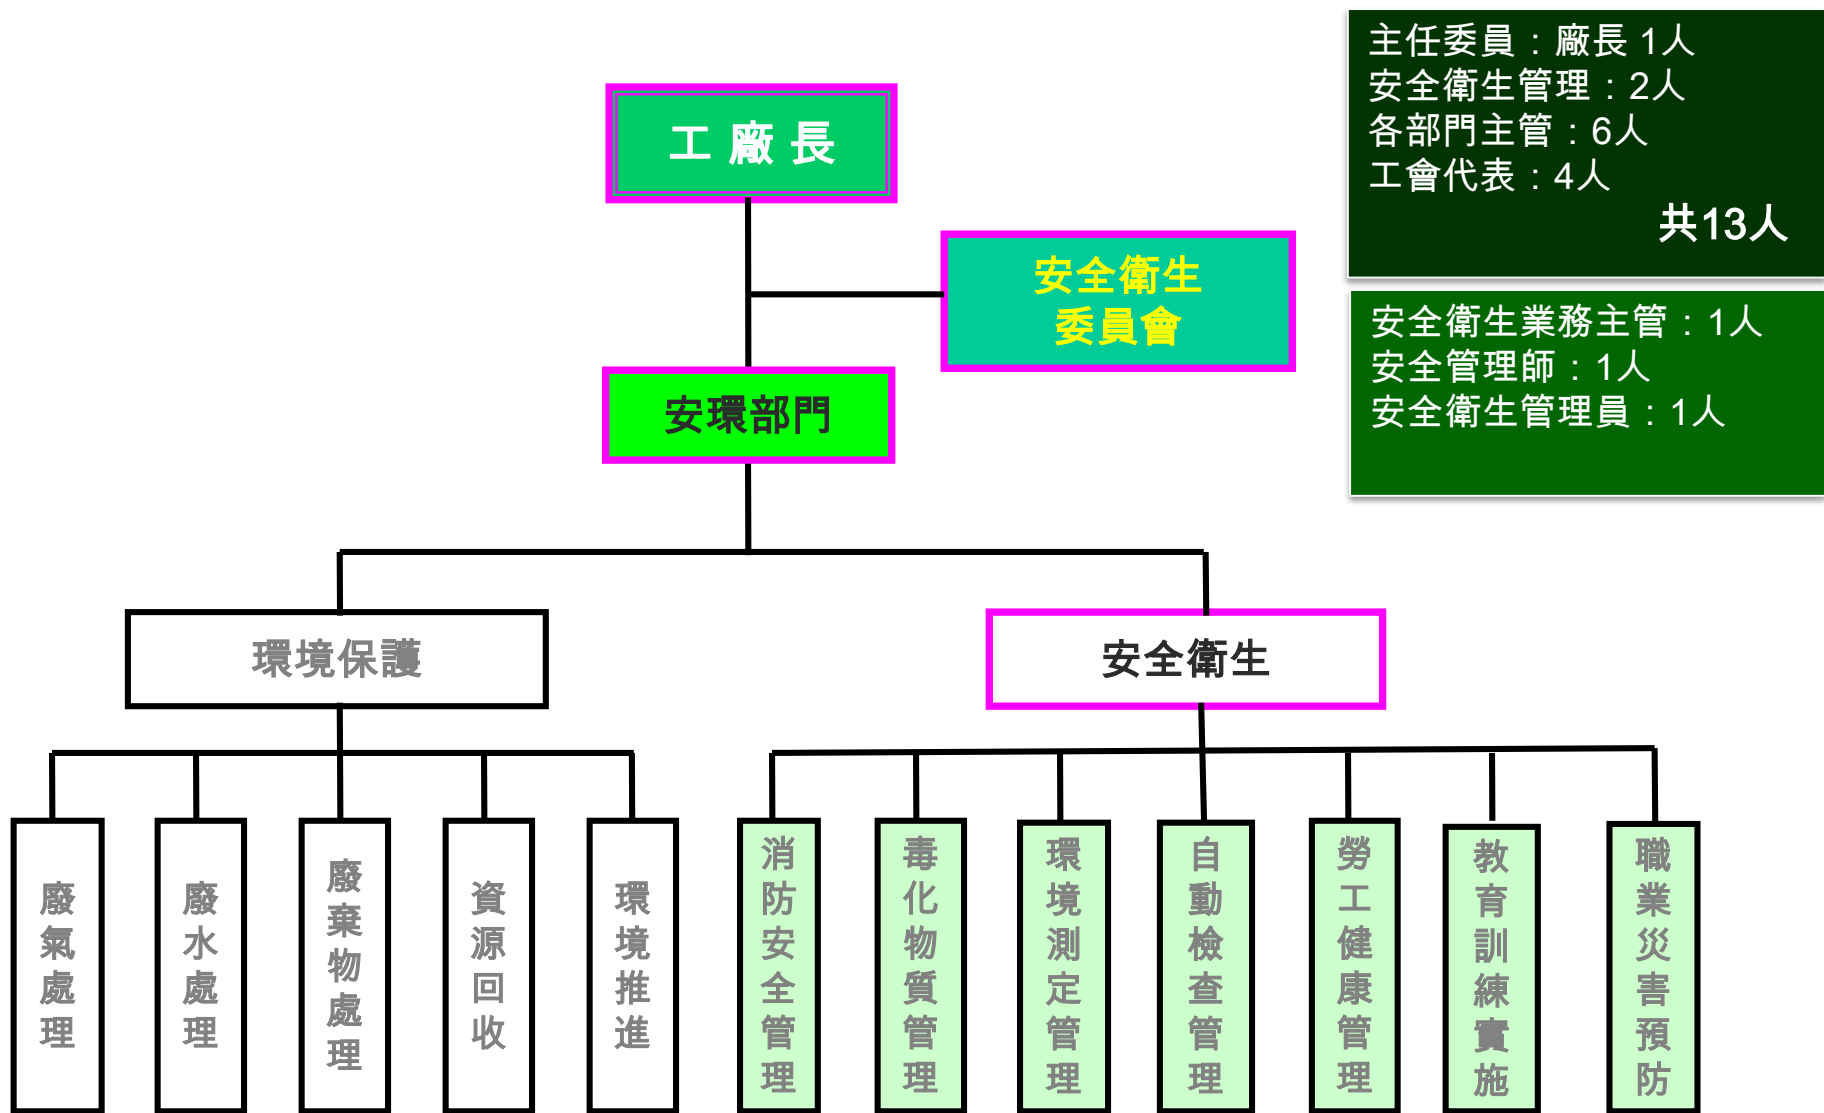 主任委員：廠長 1人
安全衛生管理：2人
各部門主管：6人
工會代表：4人
共13人
工 廠 長
安全衛生
委員會
安全衛生業務主管：1人
安全管理師：1人
安全衛生管理員：1人
安環部門
環境保護
安全衛生
廢氣處理
廢水處理
廢棄物處理
資源回收
環境推進
消防安全管理
毒化物質管理
環境測定管理
自動檢查管理
勞工健康管理
教育訓練實施
職業災害預防